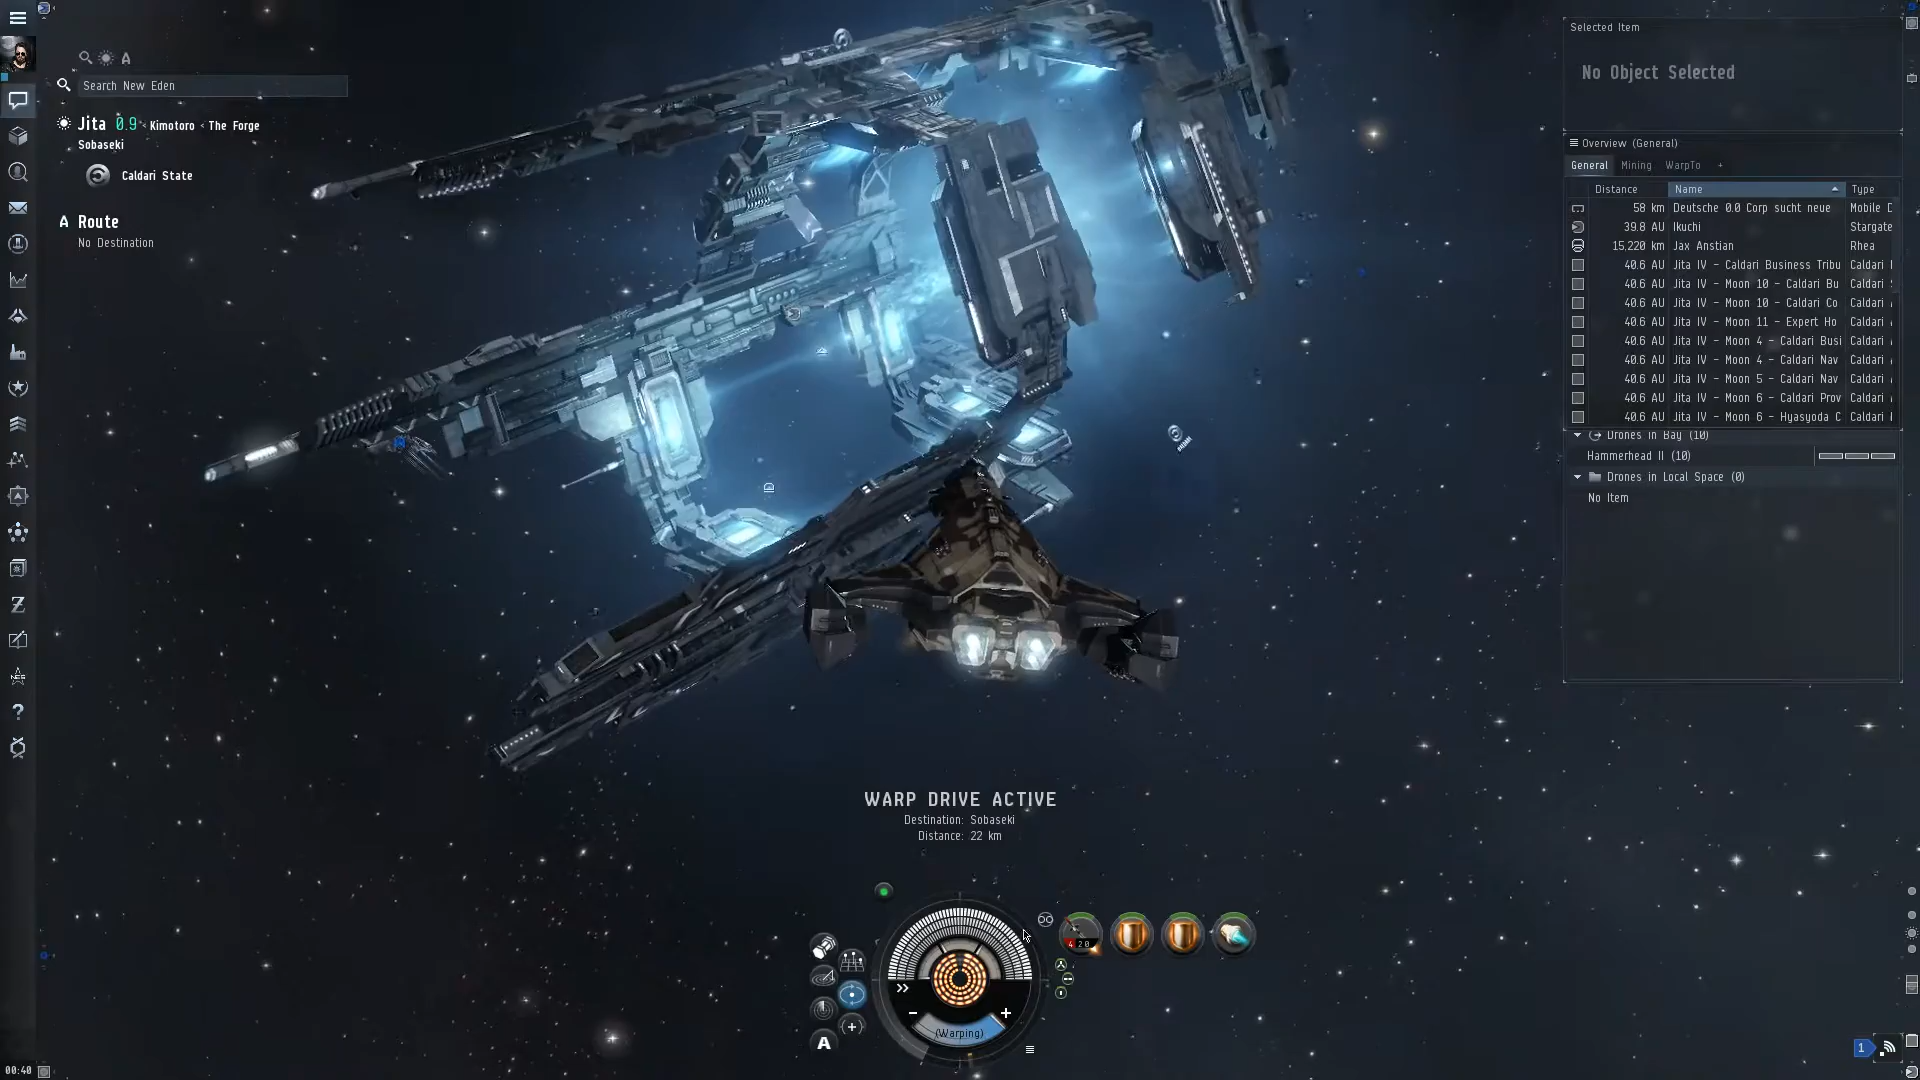 Search New Eden
Jita 0.9 < Kimotoro < The Forge
Sobaseki
Caldari State
A Route
No Destination
Selected Item
No Object Selected
Overview (General)
General Mining WarpTo +
Distance Name Type
58 km Deutsche 0.0 Corp sucht neue Mobile
39.8 AU Ikuchi Stargate
15,220 km Jax Anstian Rhea
40.6 AU Jita IV - Caldari Business Tribu Caldari
40.6 AU Jita IV - Moon 10 - Caldari Bu Caldari
40.6 AU Jita IV - Moon 10 - Caldari Co Caldari
40.6 AU Jita IV - Moon 11 - Expert Ho Caldari
40.6 AU Jita IV - Moon 4 - Caldari Busi Caldari
40.6 AU Jita IV - Moon 4 - Caldari Nav Caldari
40.6 AU Jita IV - Moon 5 - Caldari Nav Caldari
40.6 AU Jita IV - Moon 6 - Caldari Prov Caldari
40.6 AU Jita IV - Moon 6 - Hyasyoda C Caldari
Drones in Bay (10)
Hammerhead II (10)
Drones in Local Space (0)
No Item
WARP DRIVE ACTIVE
Destination: Sobaseki
Distance: 22 km
420
(Warping)
A
1
00:40